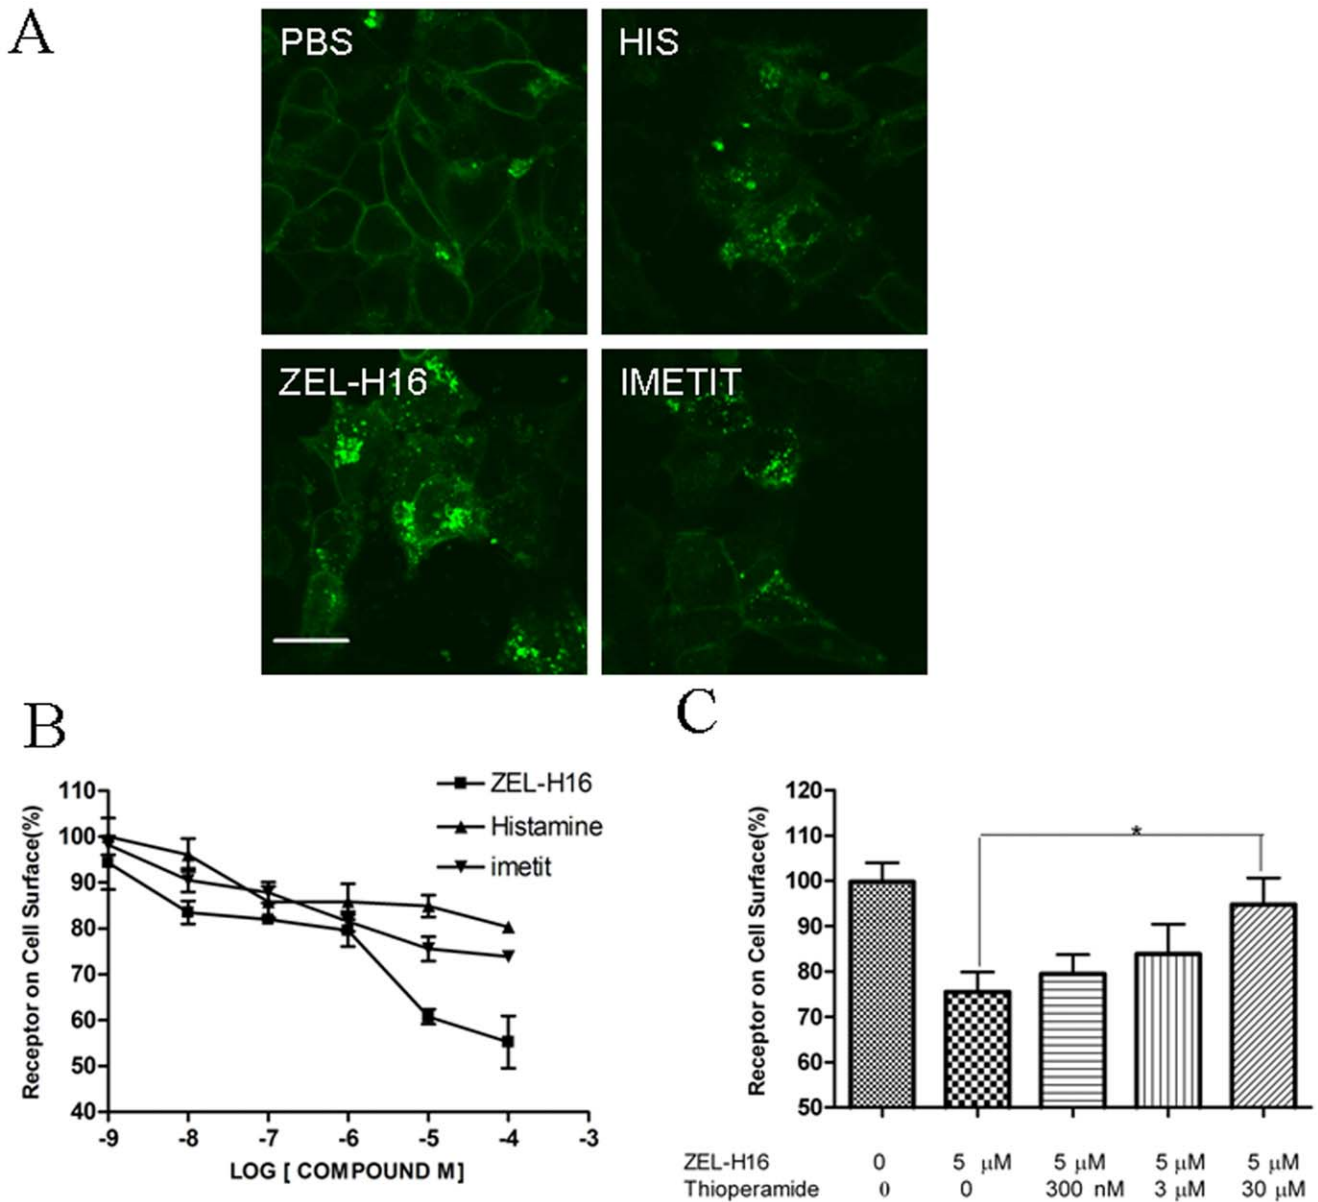 A
PBS
HIS
ZEL-H16
IMETIT
B
C
ZEL-H16
Histamine
imetit
Receptor on Cell Surface(%)
110
100
90
80
70
60
50
40
-9 -8 -7 -6 -5 -4 -3
LOG [ COMPOUND M]
Receptor on Cell Surface(%)
120
110
100
90
80
70
60
50
*
ZEL-H16 0 5 μM 5 μM 5 μM 5 μM
Thioperamide 0 0 300 nM 3 μM 30 μM